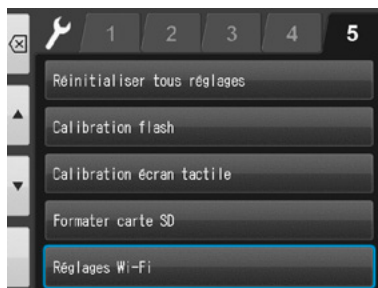 1 2 3 4 5
Réinitialiser tous réglages
Calibration flash
Calibration écran tactile
Formater carte SD
Réglages Wi-Fi